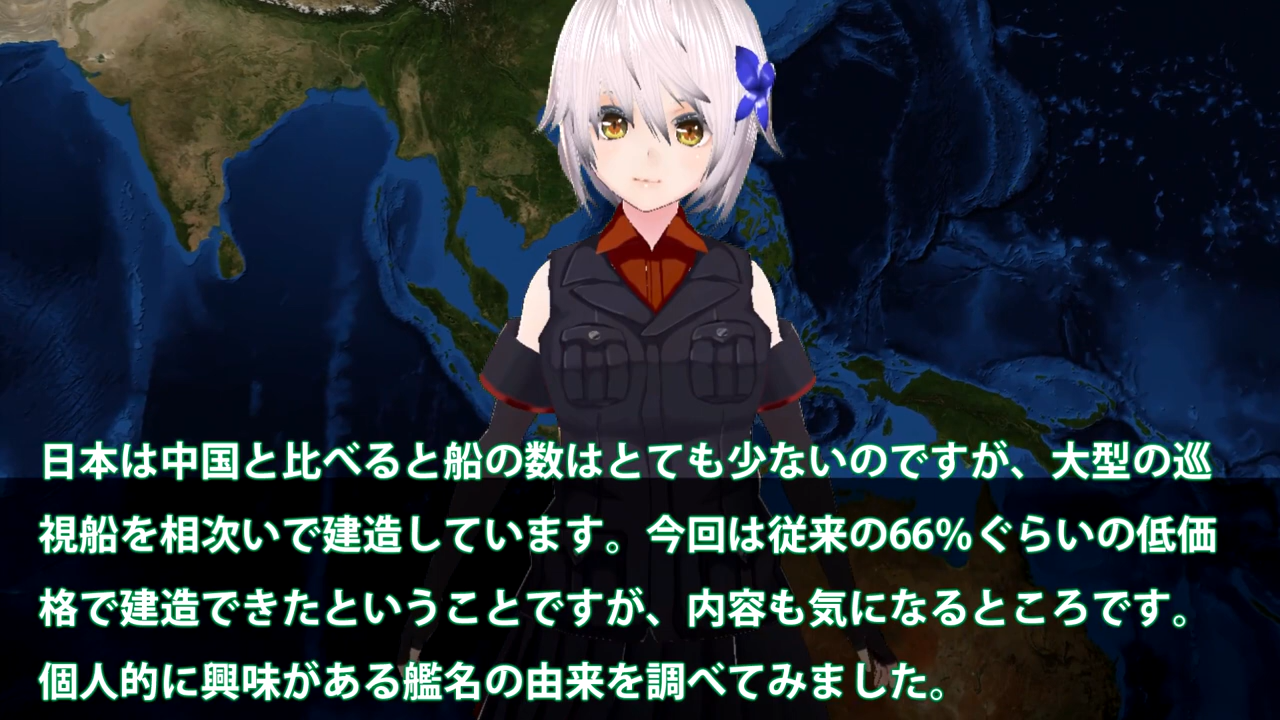 日本は中国と比べると船の数はとても少ないのですが、大型の巡
視船を相次いで建造しています。今回は従来の66%ぐらいの低価
格で建造できたということですが、内容も気になるところです。
個人的に興味がある艦名の由来を調べてみました。